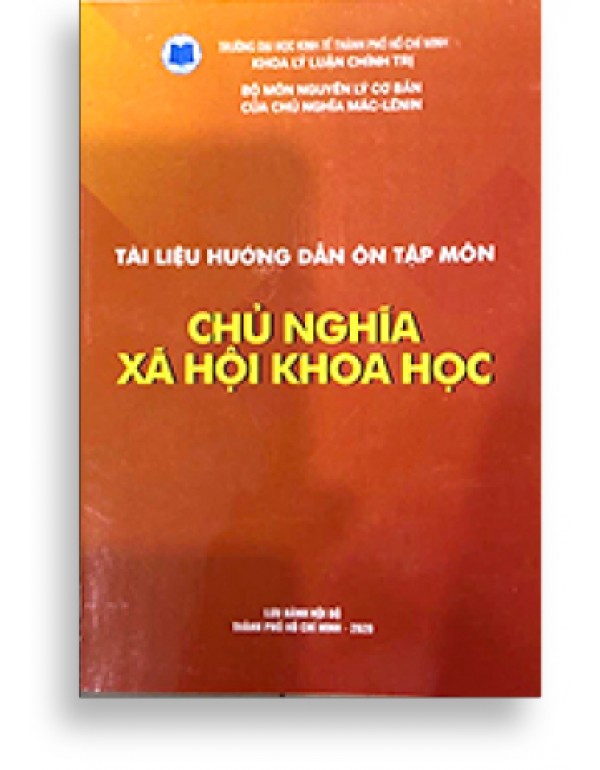 TRƯỜNG ĐẠI HỌC KINH TẾ THÀNH PHỐ HỒ CHÍ MINH
KHOA LÝ LUẬN CHÍNH TRỊ
BỘ MÔN NGUYÊN LÝ CƠ BẢN
CỦA CHỦ NGHĨA MÁC-LÊNIN
TÀI LIỆU HƯỚNG DẪN ÔN TẬP MÔN
CHỦ NGHĨA
XÃ HỘI KHOA HỌC
LƯU HÀNH NỘI BỘ
THÀNH PHỐ HỒ CHÍ MINH - 2020